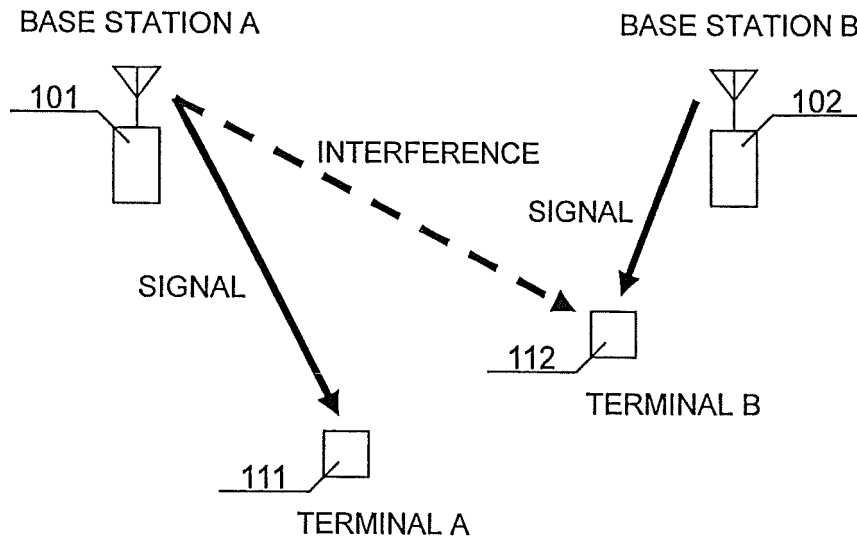 BASE STATION A
BASE STATION B
101
102
INTERFERENCE
SIGNAL
SIGNAL
112
TERMINAL B
111
TERMINAL A